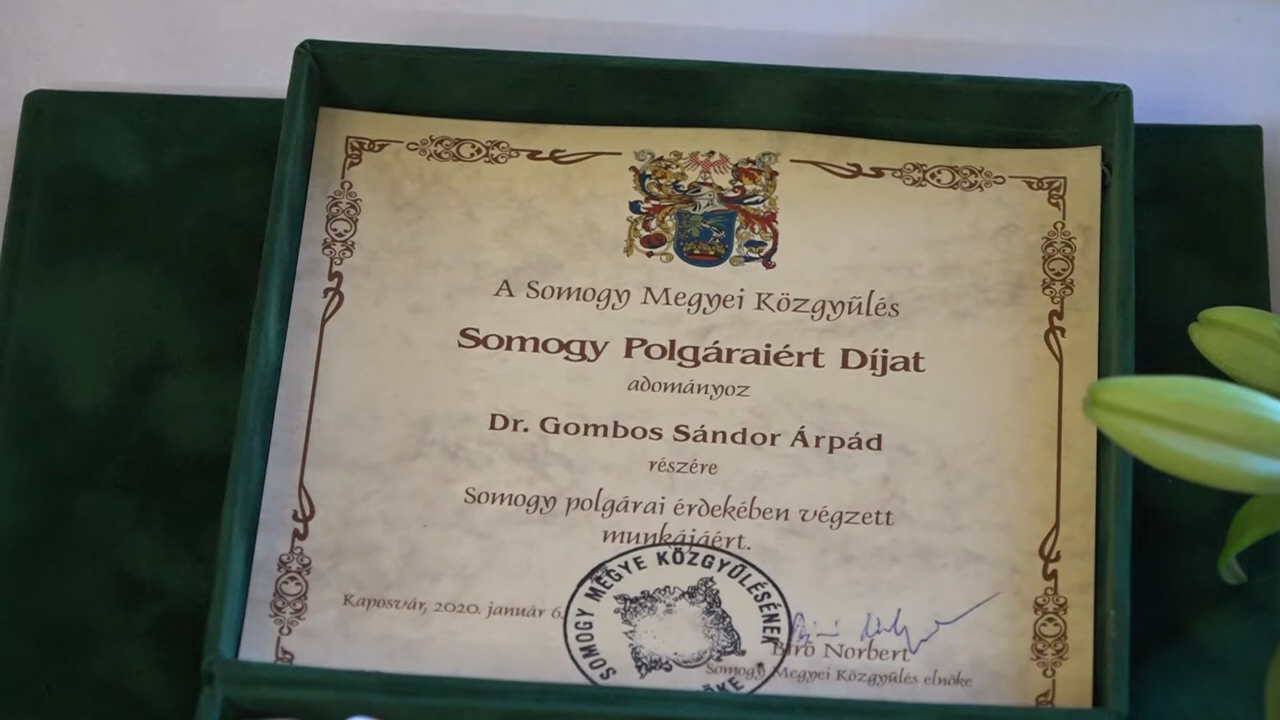 A Somogy Megyei Közgyűlés
Somogy Polgáraiért Díjat
adományoz
Dr. Gombos Sándor Árpád
részére
Somogy polgárai érdekében végzett
munkájáért.
Kaposvár, 2020. január 6.
SOMOGY MEGYE KÖZGYŰLÉSÉNEK
Biró Norbert
Somogy Megyei Közgyűlés elnöke